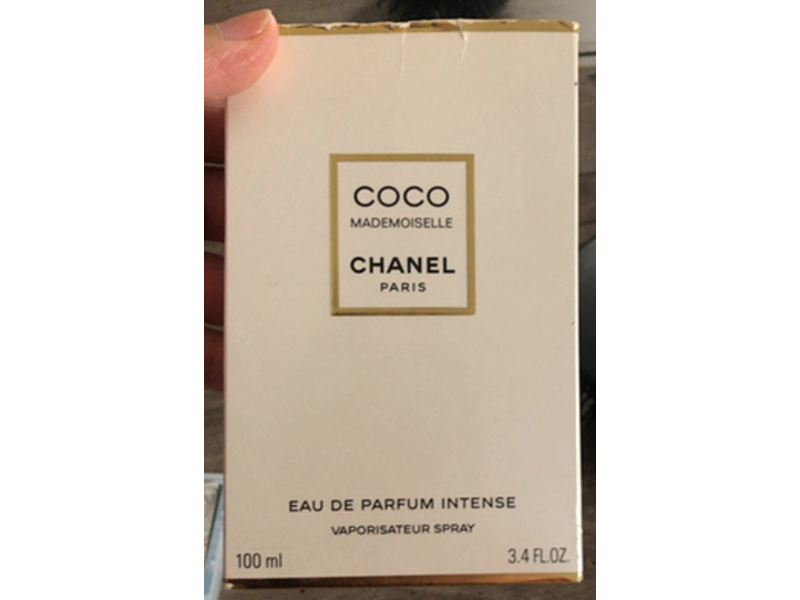 COCO
MADEMOISELLE
CHANEL
PARIS
EAU DE PARFUM INTENSE
VAPORISATEUR SPRAY
100 ml
3.4 FL.OZ.